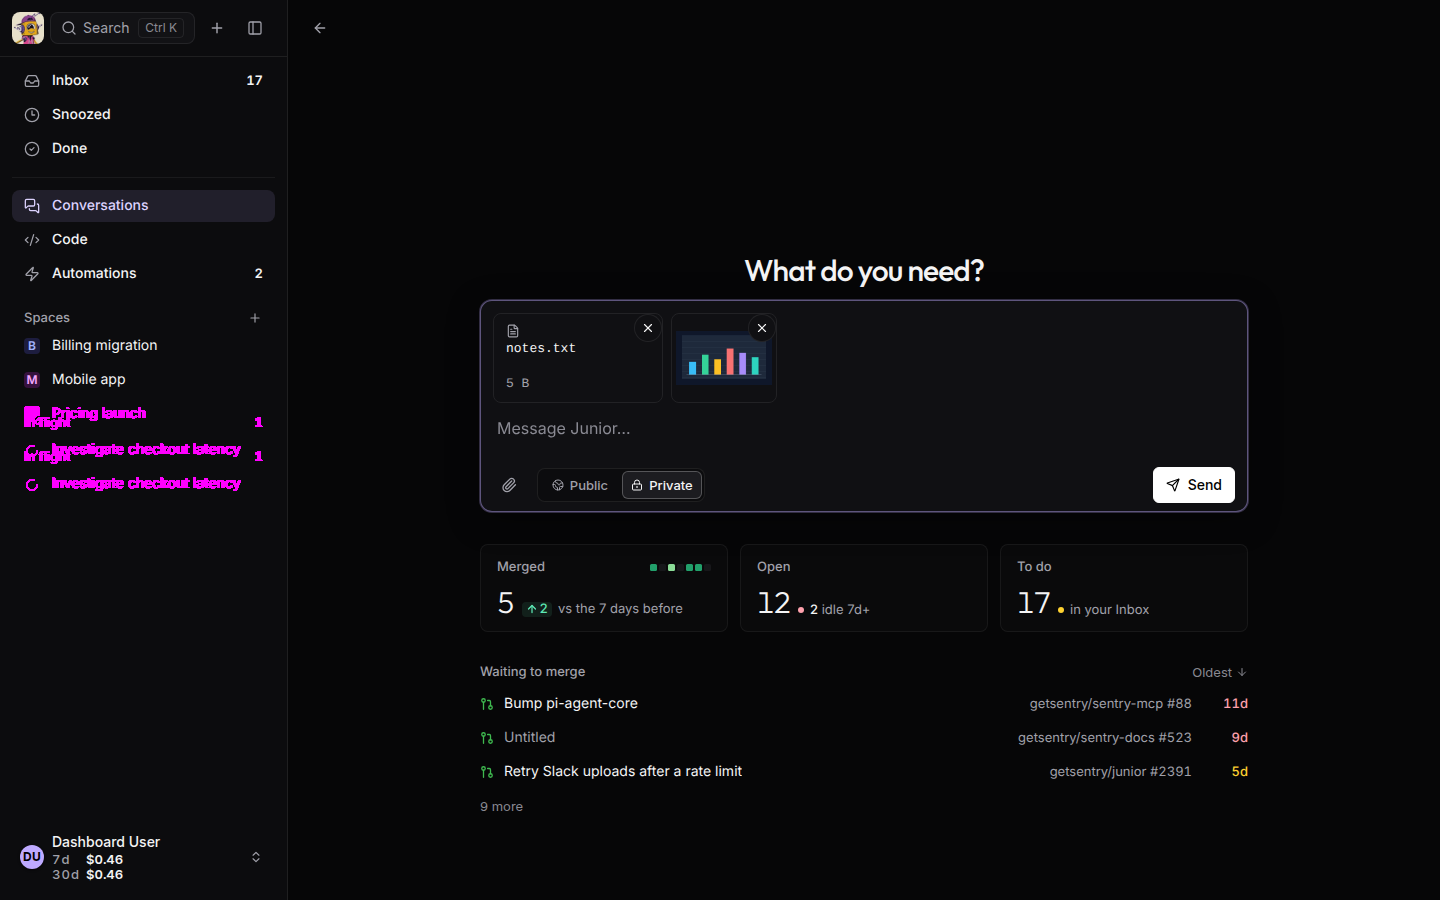 Search Ctrl K
Inbox 17
Snoozed
Done
Conversations
Code
Automations 2
Spaces
B Billing migration
M Mobile app
Pricing launch
In flight 1
Investigate checkout latency
In flight 1
Investigate checkout latency
DU Dashboard User
7d $0.46
30d $0.46
What do you need?
notes.txt
5 B
Message Junior...
Public Private Send
Merged
5 2 vs the 7 days before
Open
12 2 idle 7d+
To do
17 in your Inbox
Waiting to merge Oldest
Bump pi-agent-core getsentry/sentry-mcp #88 11d
Untitled getsentry/sentry-docs #523 9d
Retry Slack uploads after a rate limit getsentry/junior #2391 5d
9 more